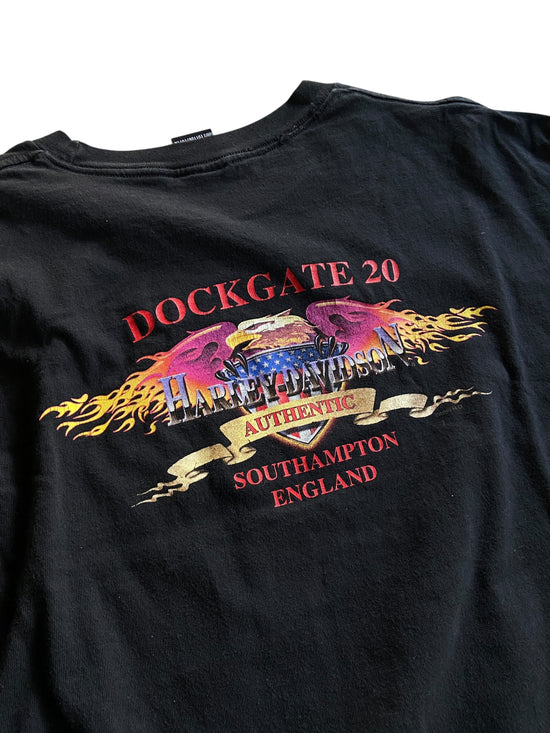 DOCKGATE 20
HARLEY-DAVIDSON
AUTHENTIC
SOUTHAMPTON
ENGLAND